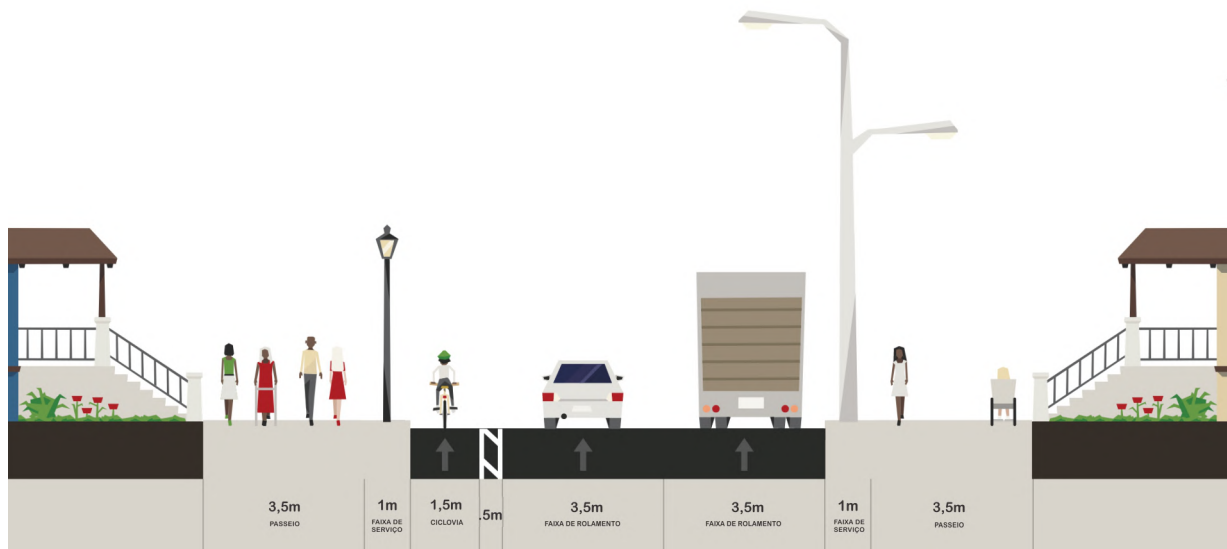 3,5m
PASSEIO
1m
FAIXA DE
SERVIÇO
1,5m
CICLOVIA
.5m
3,5m
FAIXA DE ROLAMENTO
3,5m
FAIXA DE ROLAMENTO
1m
FAIXA DE
SERVIÇO
3,5m
PASSEIO